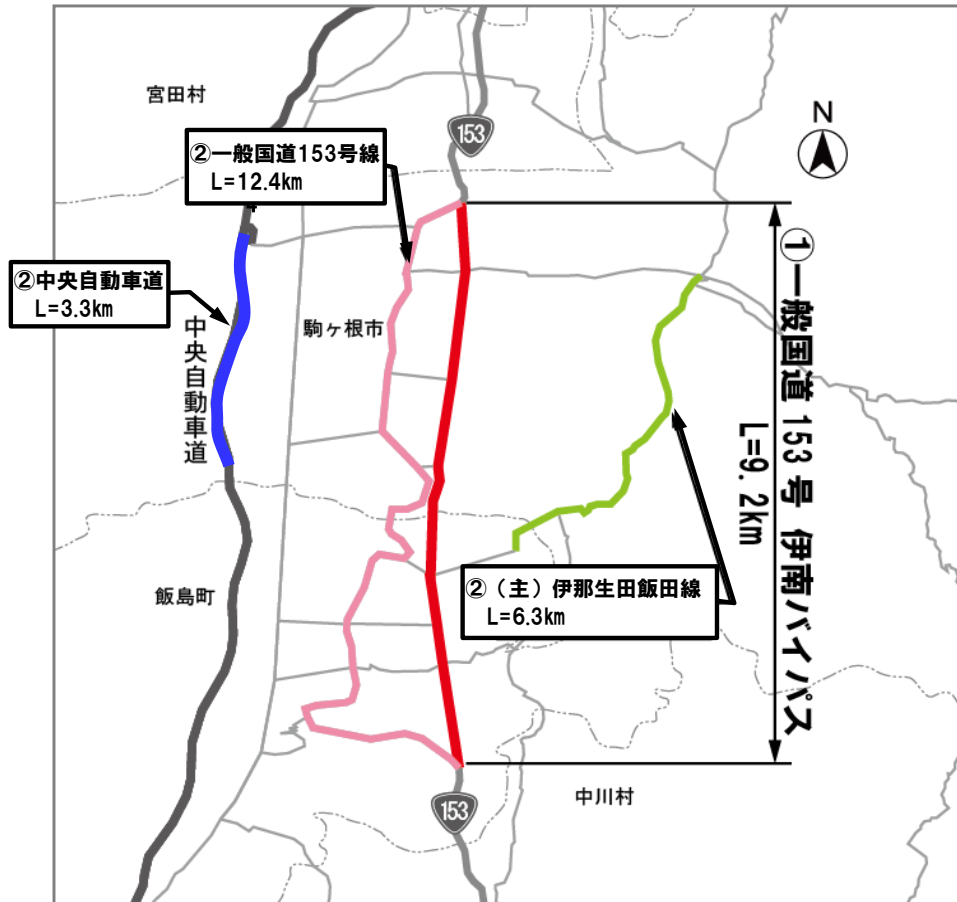 宮田村
153
N
②一般国道153号線
L=12.4km
①一般国道 153 号 伊南バイパス
L=9.2km
②中央自動車道
L=3.3km
駒ヶ根市
中央自動車道
②（主）伊那生田飯田線
L=6.3km
飯島町
中川村
153